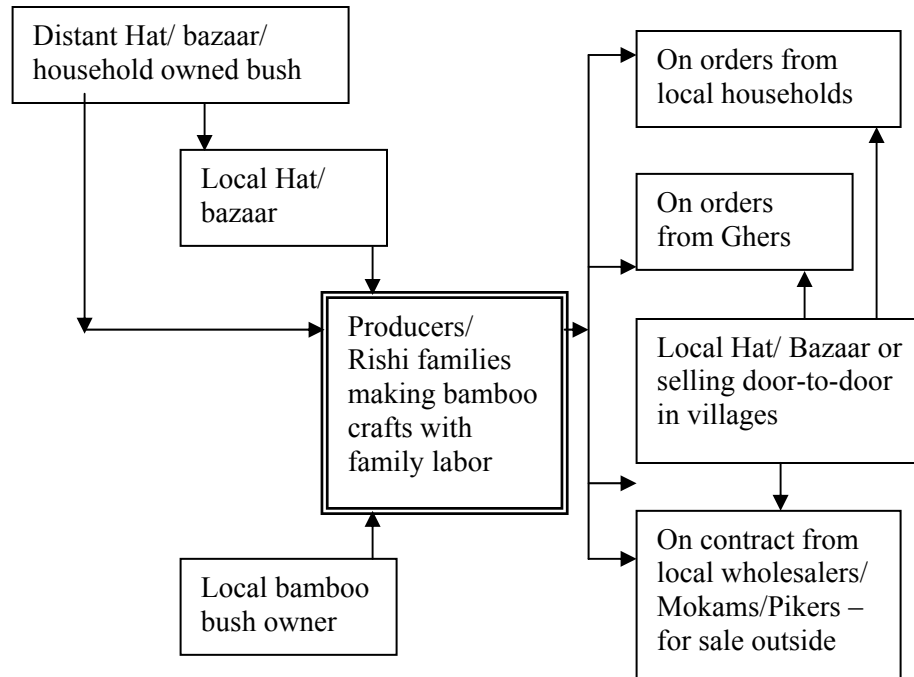 Distant Hat/ bazaar/
household owned bush
Local Hat/
bazaar
Producers/
Rishi families
making bamboo
crafts with
family labor
Local bamboo
bush owner
On orders from
local households
On orders
from Ghers
Local Hat/ Bazaar or
selling door-to-door
in villages
On contract from
local wholesalers/
Mokams/Pikers –
for sale outside